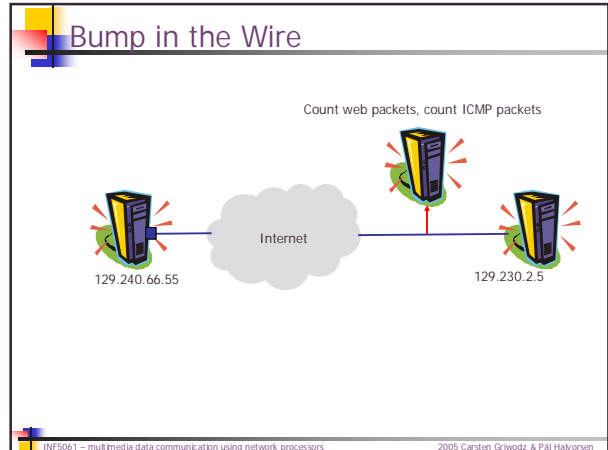 Bump in the Wire
Count web packets, count ICMP packets
Internet
129.240.66.55
129.230.2.5
INF5061 – multimedia data communication using network processors
2005 Carsten Griwodz & Pål Halvorsen